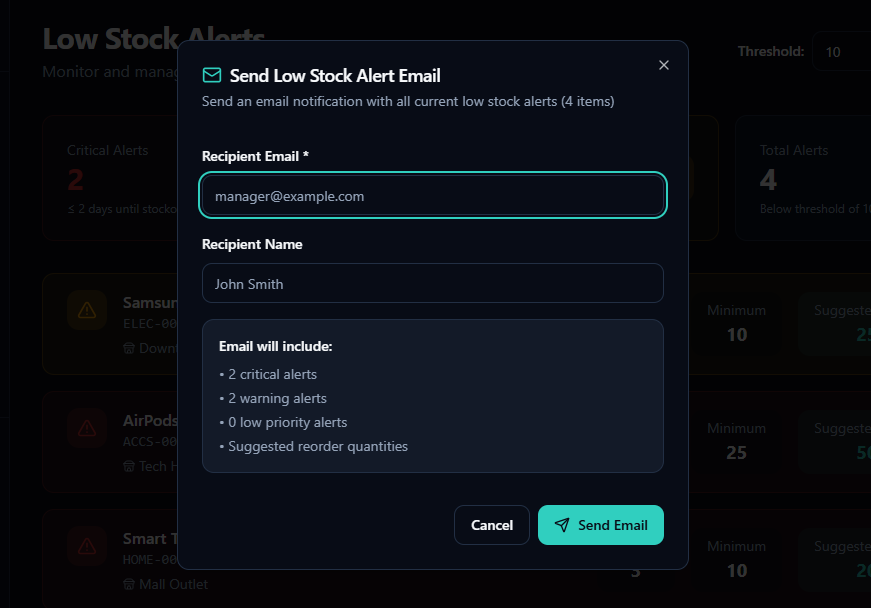 Low Stock Alerts
Monitor and manag
Threshold: 10
Critical Alerts
2
≤ 2 days until stocko
Total Alerts
4
Below threshold of 10
Send Low Stock Alert Email
Send an email notification with all current low stock alerts (4 items)
Recipient Email *
manager@example.com
Recipient Name
John Smith
Email will include:
• 2 critical alerts
• 2 warning alerts
• 0 low priority alerts
• Suggested reorder quantities
Cancel
Send Email
Samsun
ELEC-00
Down
Minimum
10
Suggeste
25
AirPods
ACCS-00
Tech H
Minimum
25
Suggeste
50
Smart T
HOME-00
Mall Outlet
3
Minimum
10
Suggeste
20